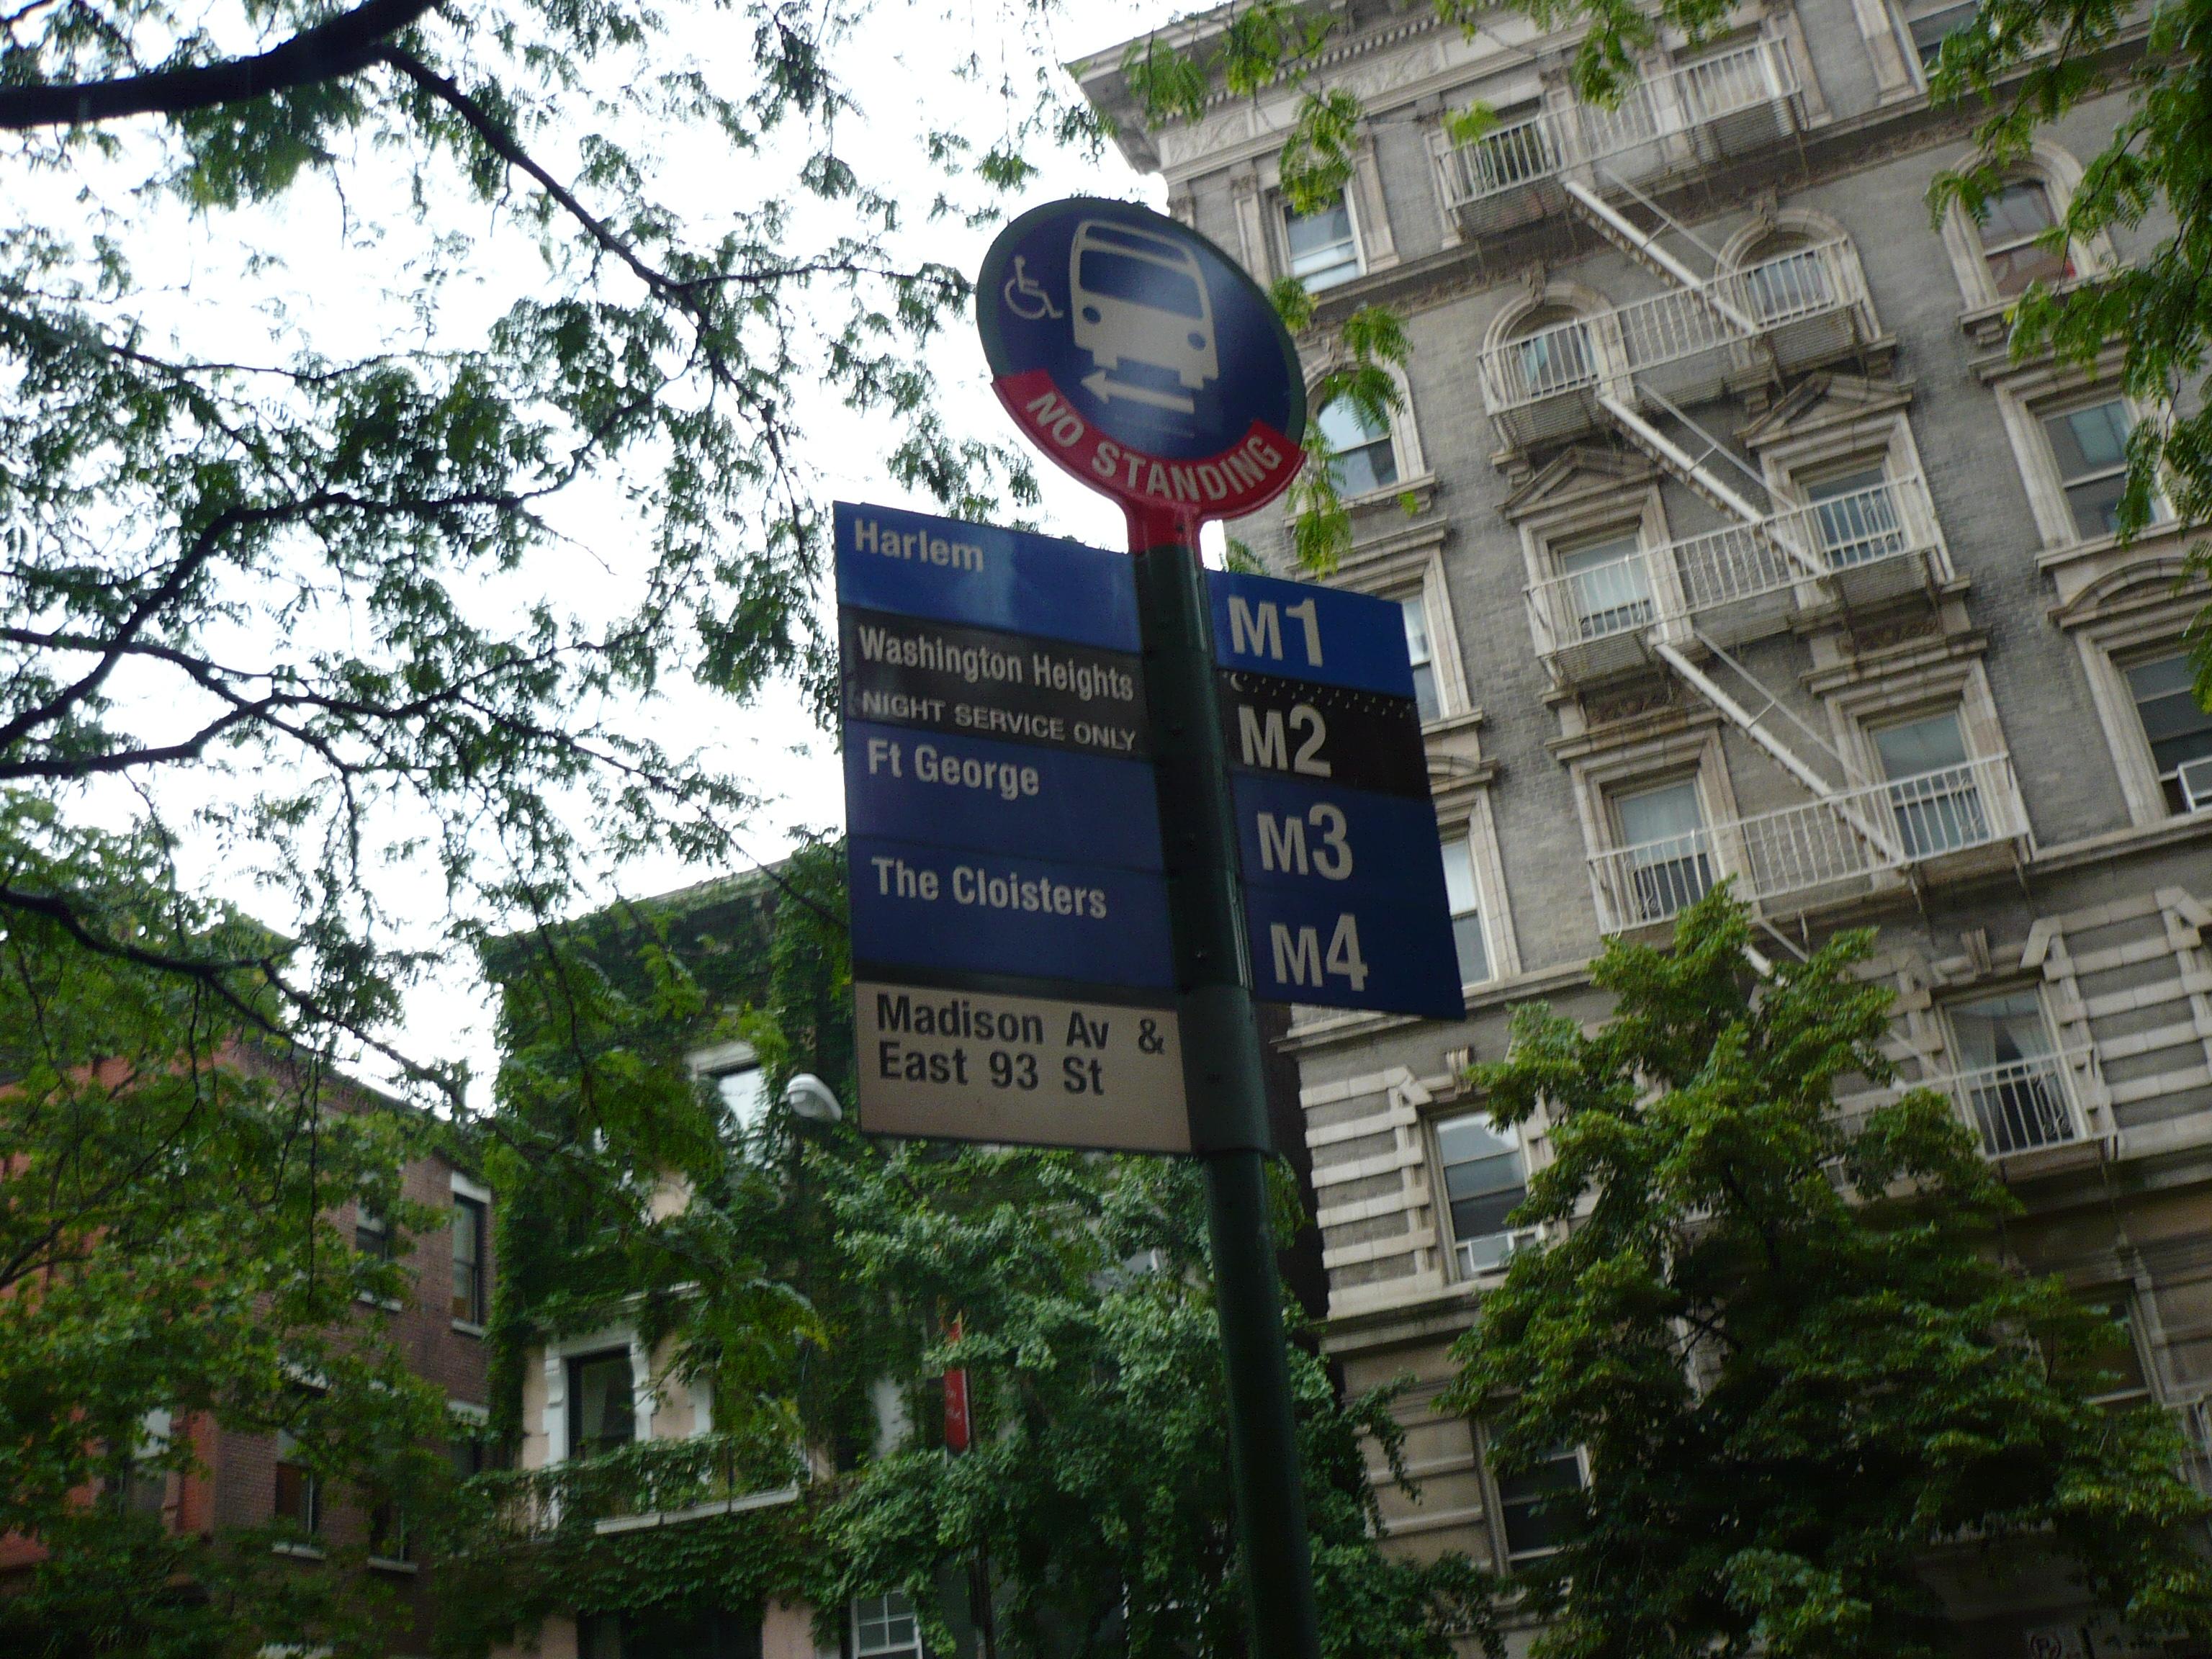 NO STANDING
Harlem
M1
Washington Heights
NIGHT SERVICE ONLY
M2
Ft George
M3
The Cloisters
M4
Madison Av &
East 93 St